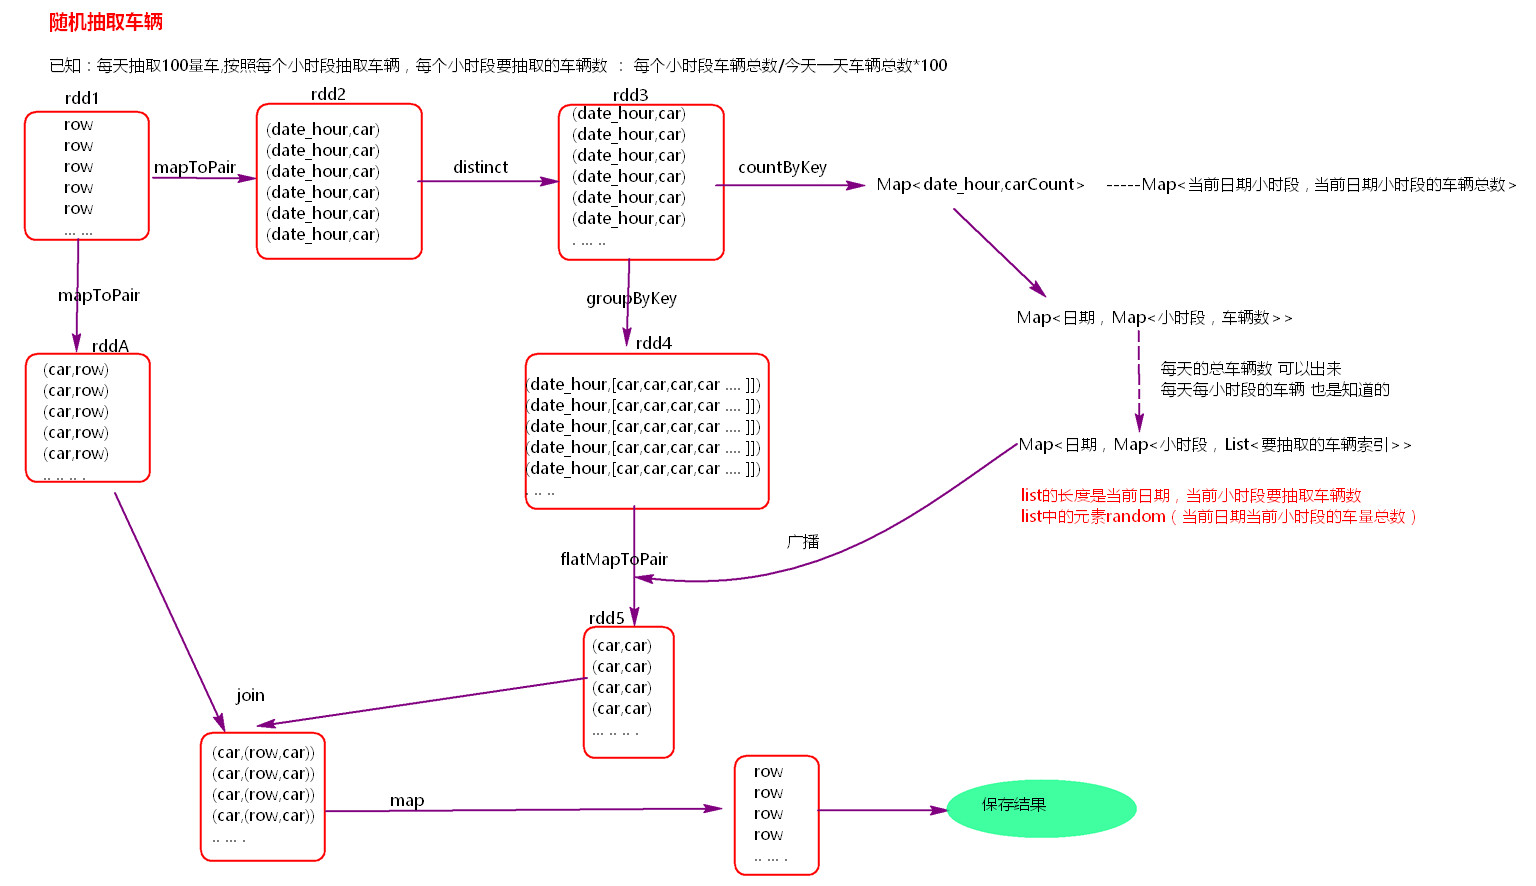 随机抽取车辆
已知：每天抽取100量车,按照每个小时段抽取车辆，每个小时段要抽取的车辆数 ： 每个小时段车辆总数/今天一天车辆总数*100
rdd1
row
row
row
row
row
... ...
mapToPair
rdd2
(date_hour,car)
(date_hour,car)
(date_hour,car)
(date_hour,car)
(date_hour,car)
(date_hour,car)
distinct
rdd3
(date_hour,car)
(date_hour,car)
(date_hour,car)
(date_hour,car)
(date_hour,car)
(date_hour,car)
. ... ..
countByKey
Map<date_hour,carCount> -----Map<当前日期小时段，当前日期小时段的车辆总数>
mapToPair
groupByKey
Map<日期，Map<小时段，车辆数>>
每天的总车辆数 可以出来
每天每小时段的车辆 也是知道的
Map<日期，Map<小时段，List<要抽取的车辆索引>>
list的长度是当前日期，当前小时段要抽取车辆数
list中的元素random（当前日期当前小时段的车量总数）
广播
rddA
(car,row)
(car,row)
(car,row)
(car,row)
(car,row)
.. .. .. .
rdd4
(date_hour,[car,car,car,car .... ]])
(date_hour,[car,car,car,car .... ]])
(date_hour,[car,car,car,car .... ]])
(date_hour,[car,car,car,car .... ]])
(date_hour,[car,car,car,car .... ]])
. .. ..
flatMapToPair
rdd5
(car,car)
(car,car)
(car,car)
(car,car)
... .. .. .
join
(car,(row,car))
(car,(row,car))
(car,(row,car))
(car,(row,car))
.. ... .
map
row
row
row
row
.. ... .
保存结果